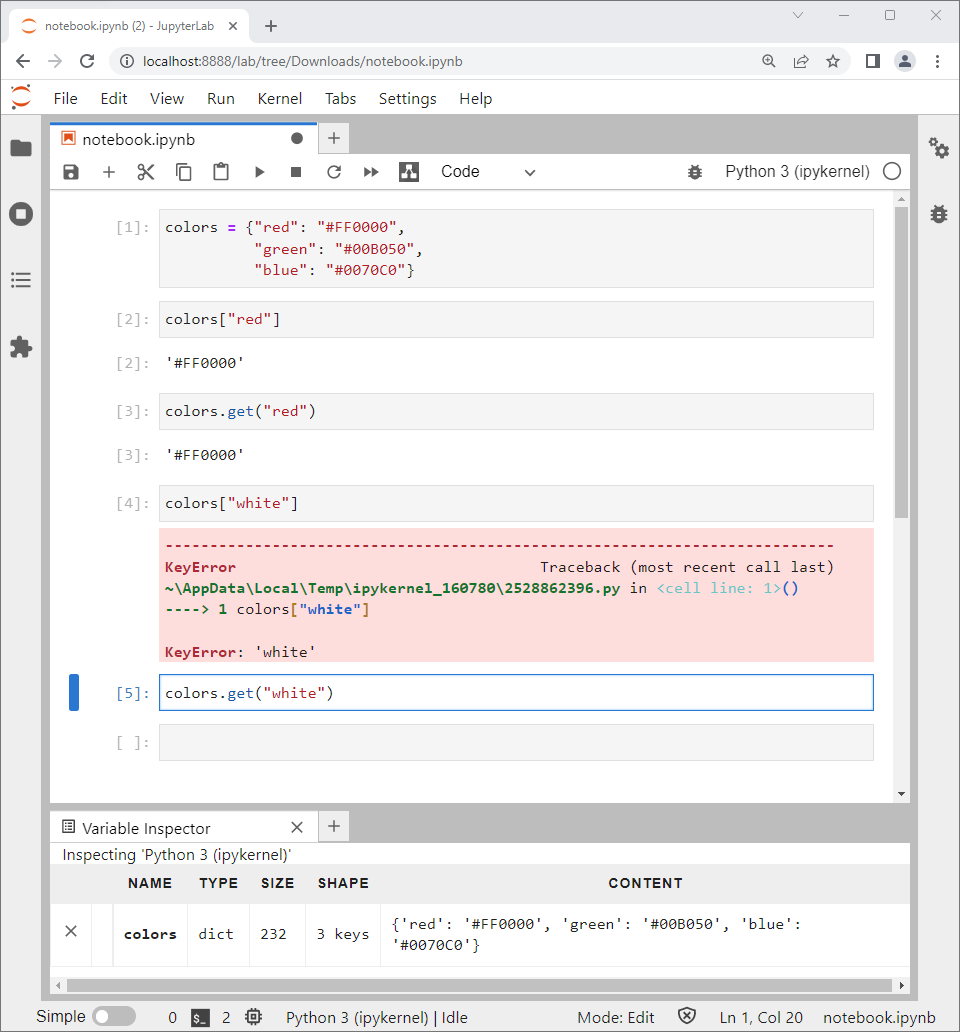 notebook.ipynb (2) - JupyterLab
localhost:8888/lab/tree/Downloads/notebook.ipynb
File Edit View Run Kernel Tabs Settings Help
notebook.ipynb
Code Python 3 (ipykernel)
[1]: colors = {"red": "#FF0000",
"green": "#00B050",
"blue": "#0070C0"}
[2]: colors["red"]
[2]: '#FF0000'
[3]: colors.get("red")
[3]: '#FF0000'
[4]: colors["white"]
---------------------------------------------------------------------------
KeyError Traceback (most recent call last)
~\AppData\Local\Temp\ipykernel_160780\2528862396.py in <cell line: 1>()
----> 1 colors["white"]
KeyError: 'white'
[5]: colors.get("white")
[ ]:
Variable Inspector
Inspecting 'Python 3 (ipykernel)'
NAME TYPE SIZE SHAPE CONTENT
colors dict 232 3 keys {'red': '#FF0000', 'green': '#00B050', 'blue':
'#0070C0'}
Simple 0 $_ 2 Python 3 (ipykernel) | Idle Mode: Edit Ln 1, Col 20 notebook.ipynb